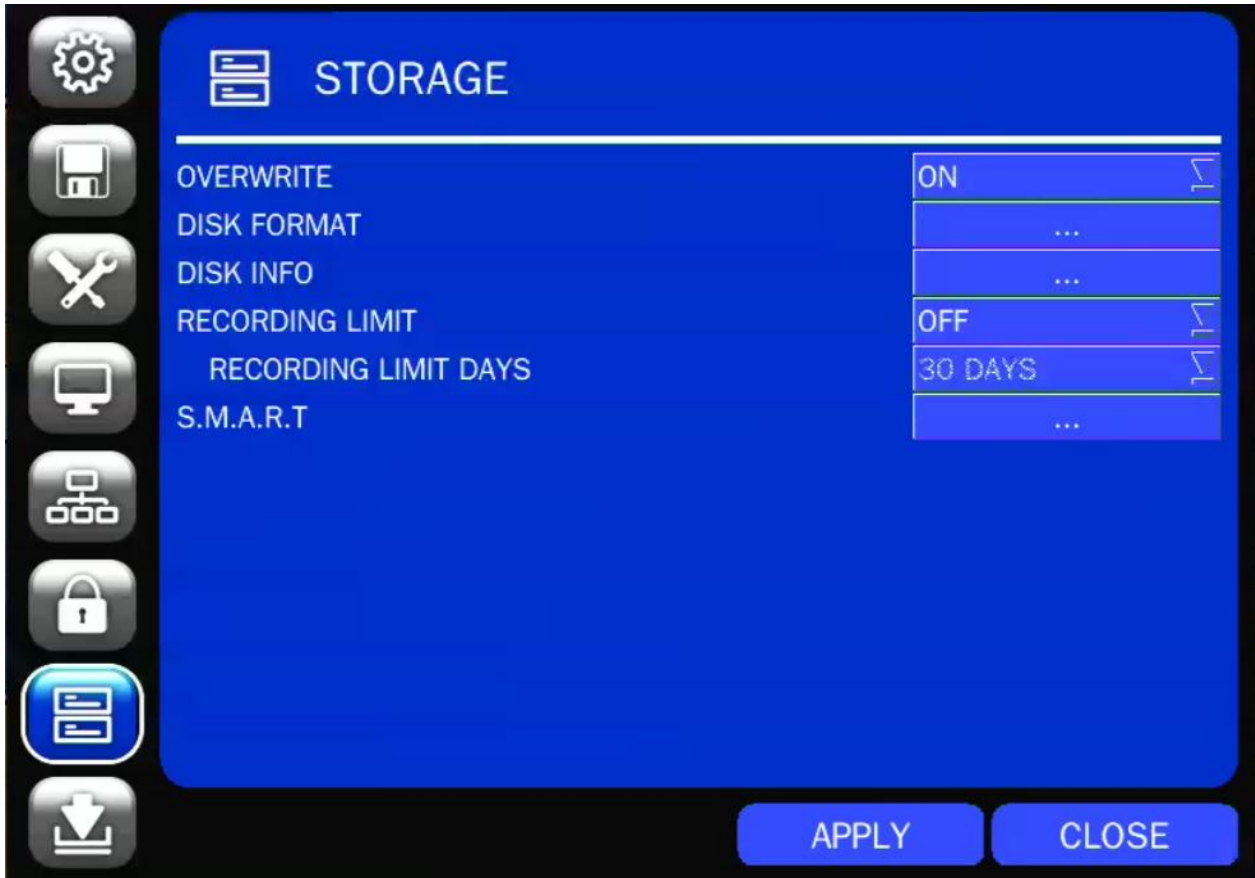 STORAGE
OVERWRITE ON
DISK FORMAT ...
DISK INFO ...
RECORDING LIMIT OFF
RECORDING LIMIT DAYS 30 DAYS
S.M.A.R.T ...
APPLY CLOSE